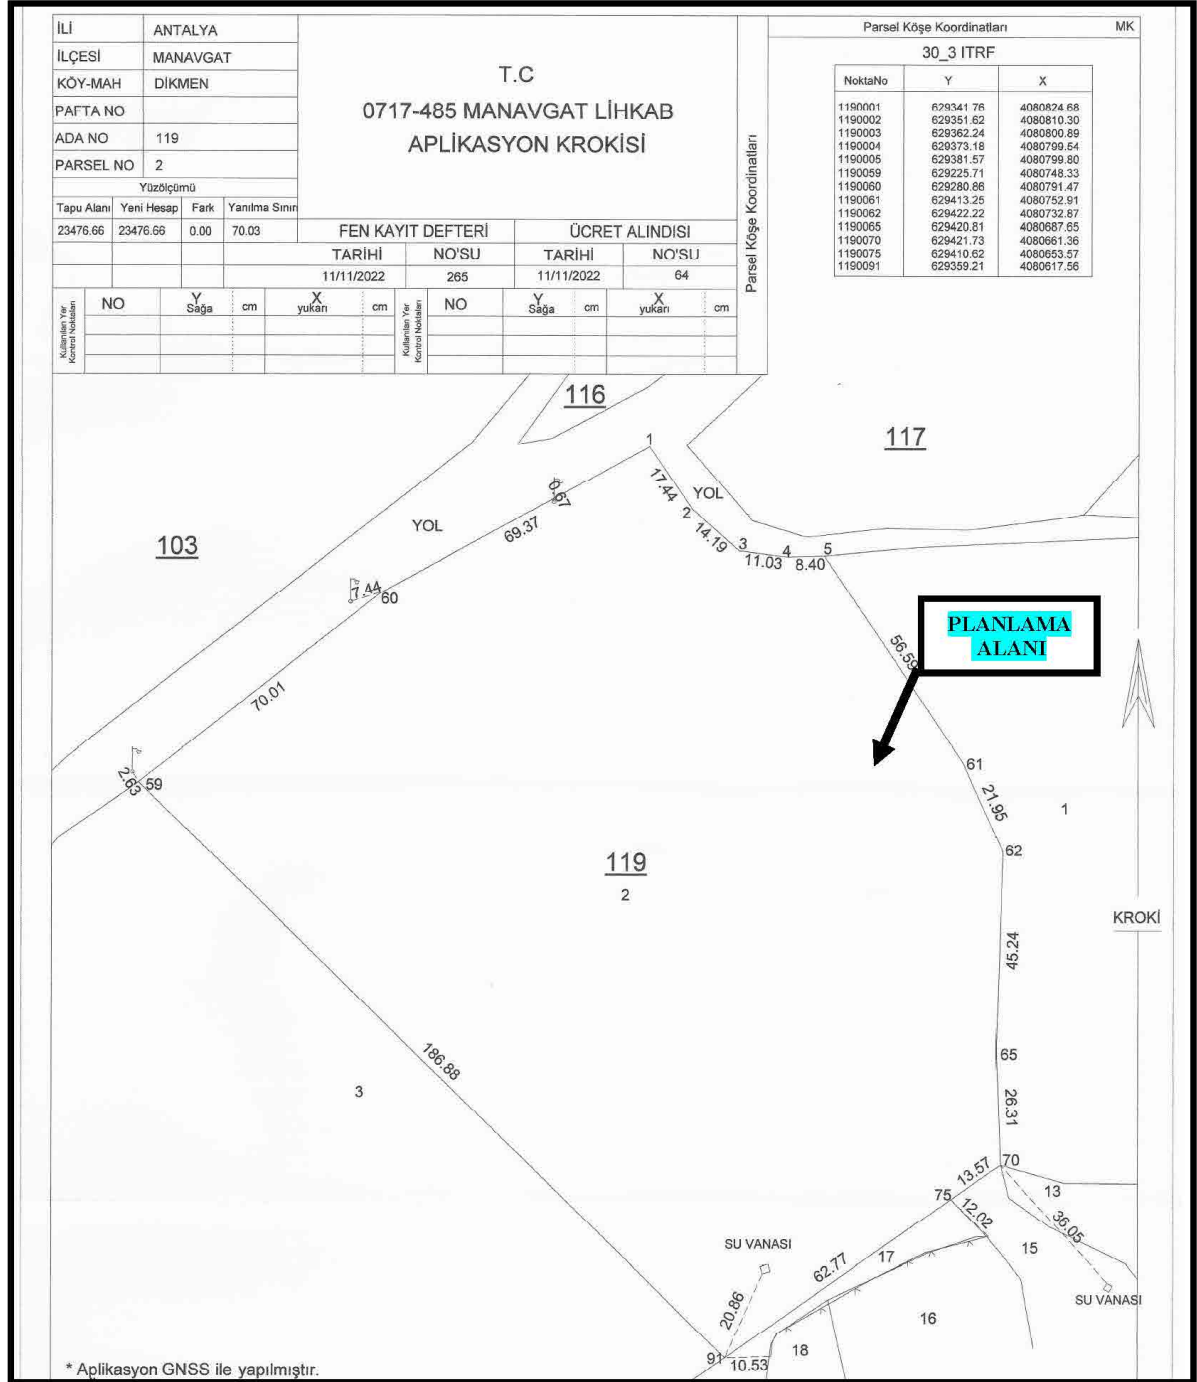 İLİ ANTALYA
İLÇESİ MANAVGAT
KÖY-MAH DİKMEN
PAFTA NO
ADA NO 119
PARSEL NO 2
Yüzölçümü
Tapu Alanı Yeni Hesap Fark Yanılma Sınırı
23476.66 23476.66 0.00 70.03
T.C
0717-485 MANAVGAT LİHKAB
APLİKASYON KROKİSİ
FEN KAYIT DEFTERİ ÜCRET ALINDISI
TARİHİ NO'SU TARİHİ NO'SU
11/11/2022 265 11/11/2022 64
Kullanılan Yer Kontrol Noktaları
NO Y Sağa cm X yukarı cm
Kullanılan Yer Kontrol Noktaları
NO Y Sağa cm X yukarı cm
Parsel Köşe Koordinatları
Parsel Köşe Koordinatları MK
30_3 ITRF
NoktaNo Y X
1190001 629341.76 4080824.68
1190002 629351.62 4080810.30
1190003 629362.24 4080800.89
1190004 629373.18 4080799.54
1190005 629381.57 4080799.80
1190059 629225.71 4080748.33
1190060 629280.86 4080791.47
1190061 629413.25 4080752.91
1190062 629422.22 4080732.87
1190065 629420.81 4080687.65
1190070 629421.73 4080661.36
1190075 629410.62 4080653.57
1190091 629359.21 4080617.56
116
117
1
17.44
0.67
YOL
2
YOL
69.37
14.19
103
3
4
5
11.03
8.40
7.44
60
PLANLAMA
ALANI
56.59
70.01
61
2.63
59
21.95
1
62
119
2
KROKİ
45.24
65
186.88
3
26.31
70
13.57
13
75
12.02
36.05
SU VANASI
17
15
62.77
SU VANASI
20.86
16
18
91
10.53
* Aplikasyon GNSS ile yapılmıştır.